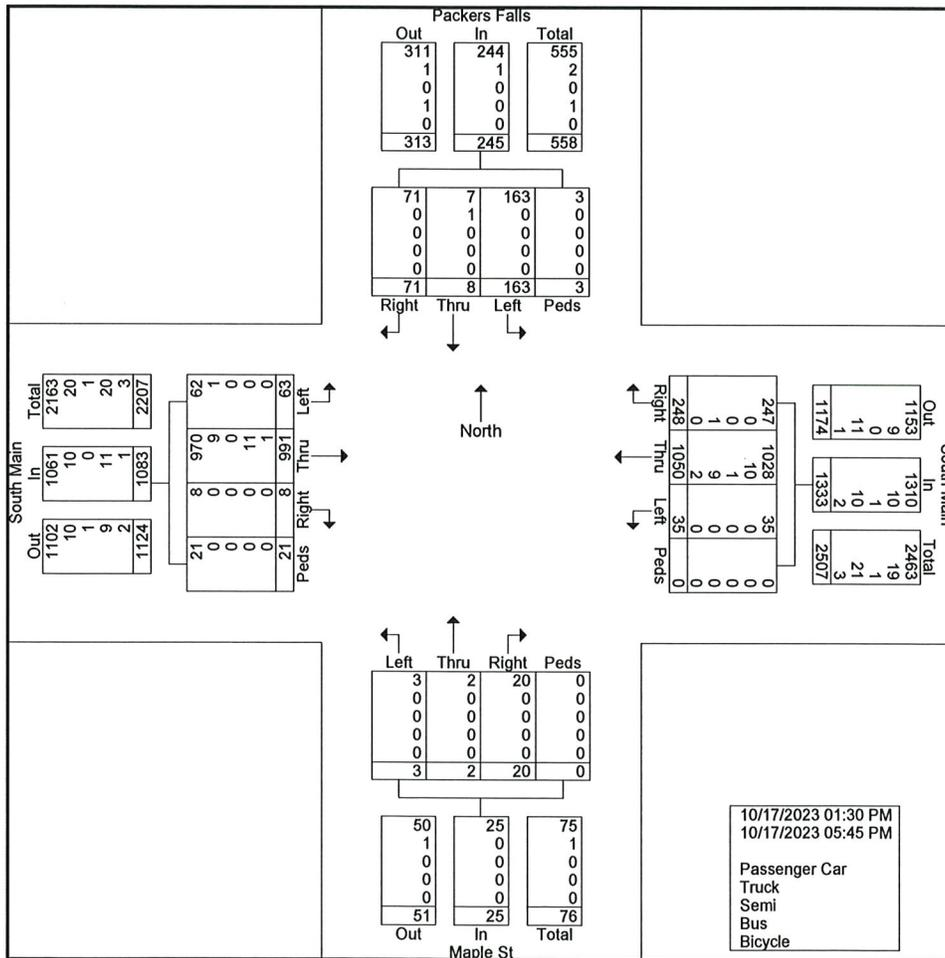 Packers Falls
Out In Total
311 244 555
1 1 2
0 0 0
1 0 1
0 0 0
313 245 558
71 7 163 3
0 1 0 0
0 0 0 0
0 0 0 0
0 0 0 0
71 8 163 3
Right Thru Left Peds
South Main
Total In Out
2163 1061 1102
20 10 10
1 0 1
20 11 9
3 1 2
2207 1083 1124
62 970 8 21
1 9 0 0
0 0 0 0
0 11 0 0
0 1 0 0
63 991 8 21
Left Thru Right Peds
North
Right Thru Left Peds
247 1028 35 0
0 10 0 0
0 1 0 0
1 9 0 0
0 2 0 0
248 1050 35 0
Out In Total
1153 1310 2463
9 10 19
0 1 1
11 10 21
1 2 3
1174 1333 2507
South Main
Left Thru Right Peds
3 2 20 0
0 0 0 0
0 0 0 0
0 0 0 0
0 0 0 0
3 2 20 0
50 25 75
1 0 1
0 0 0
0 0 0
0 0 0
51 25 76
Out In Total
Maple St
10/17/2023 01:30 PM
10/17/2023 05:45 PM
Passenger Car
Truck
Semi
Bus
Bicycle